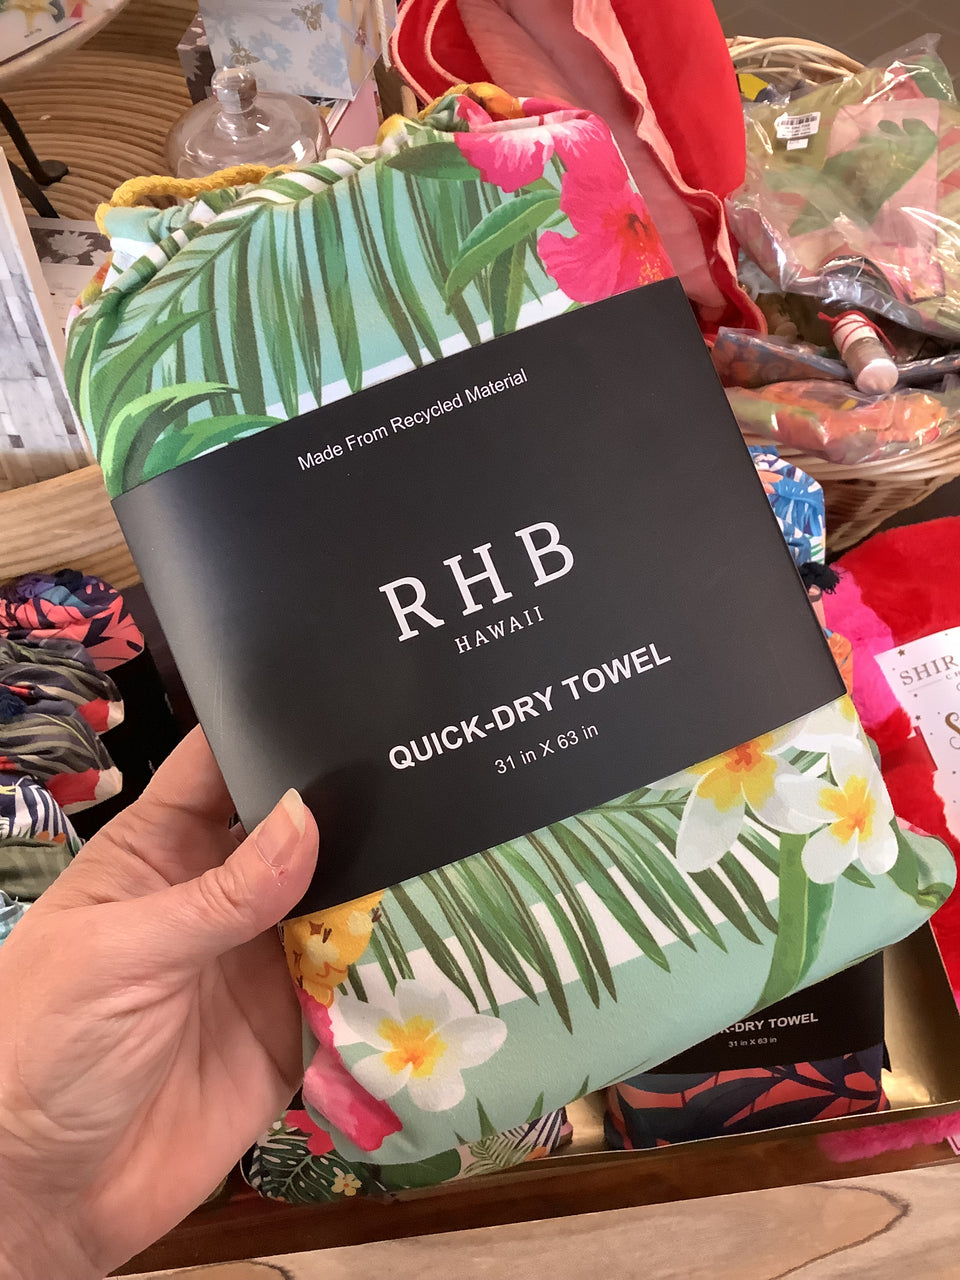 Made From Recycled Material
RHB
HAWAII
QUICK-DRY TOWEL
31 in X 63 in
SHIR
K-DRY TOWEL
31 in X 63 in